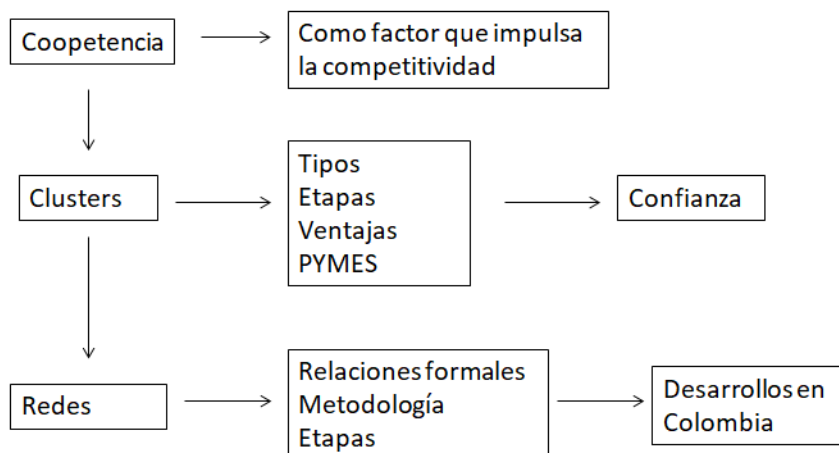 Coopetencia
Como factor que impulsa
la competitividad
Clusters
Tipos
Etapas
Ventajas
PYMES
Confianza
Redes
Relaciones formales
Metodología
Etapas
Desarrollos en
Colombia